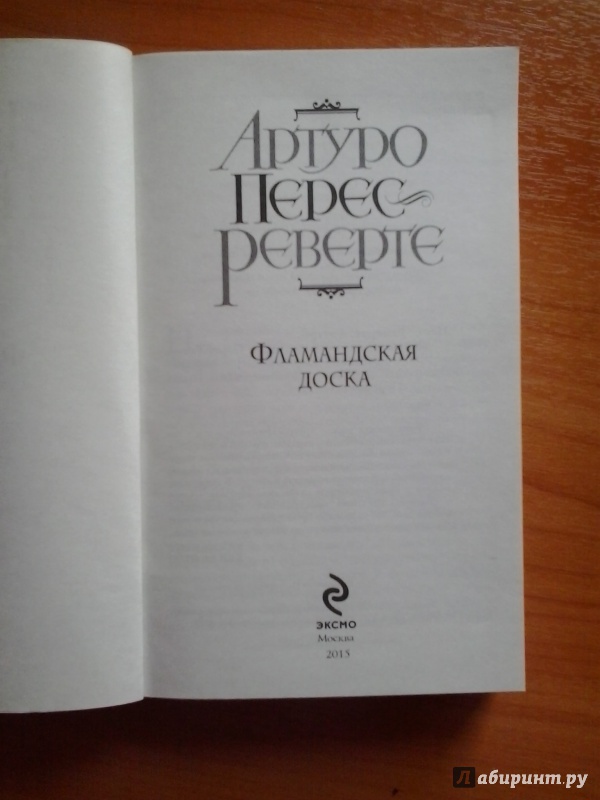 Артуро
Перес-
Реверте
Фламандская
доска
эксмо
Москва
2015
Лабиринт.ру